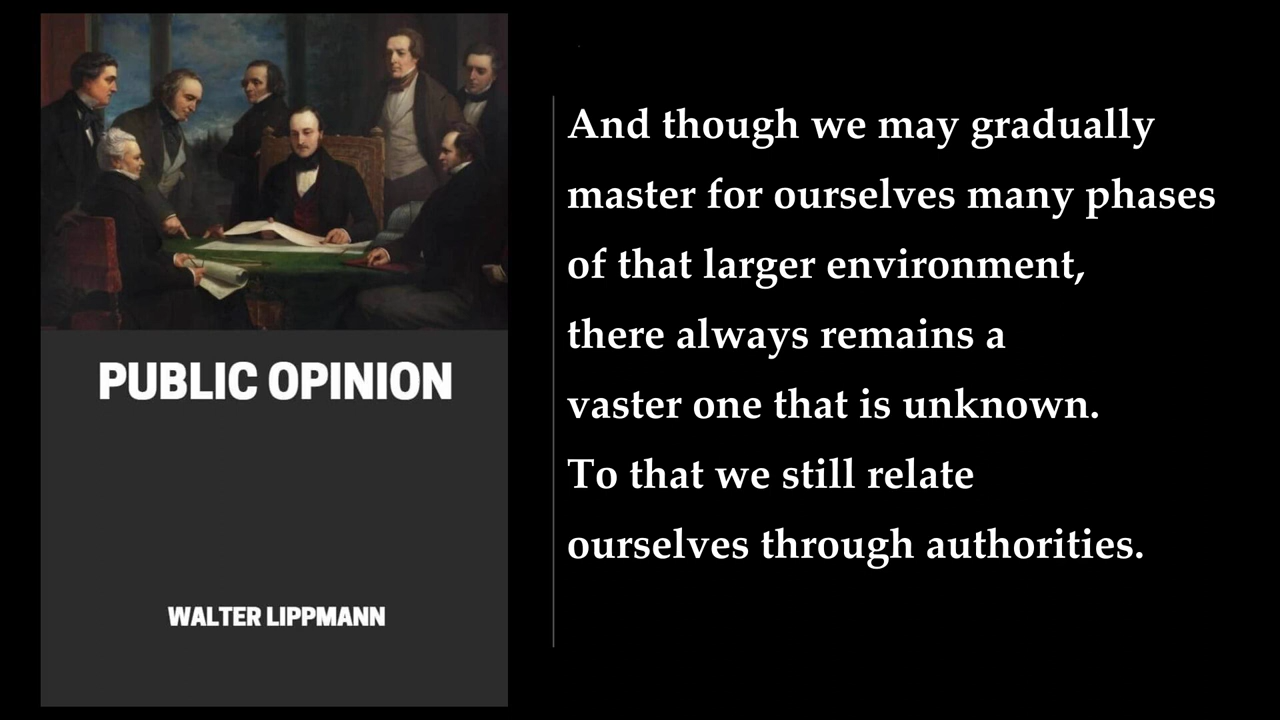 PUBLIC OPINION
WALTER LIPPMANN
And though we may gradually
master for ourselves many phases
of that larger environment,
there always remains a
vaster one that is unknown.
To that we still relate
ourselves through authorities.